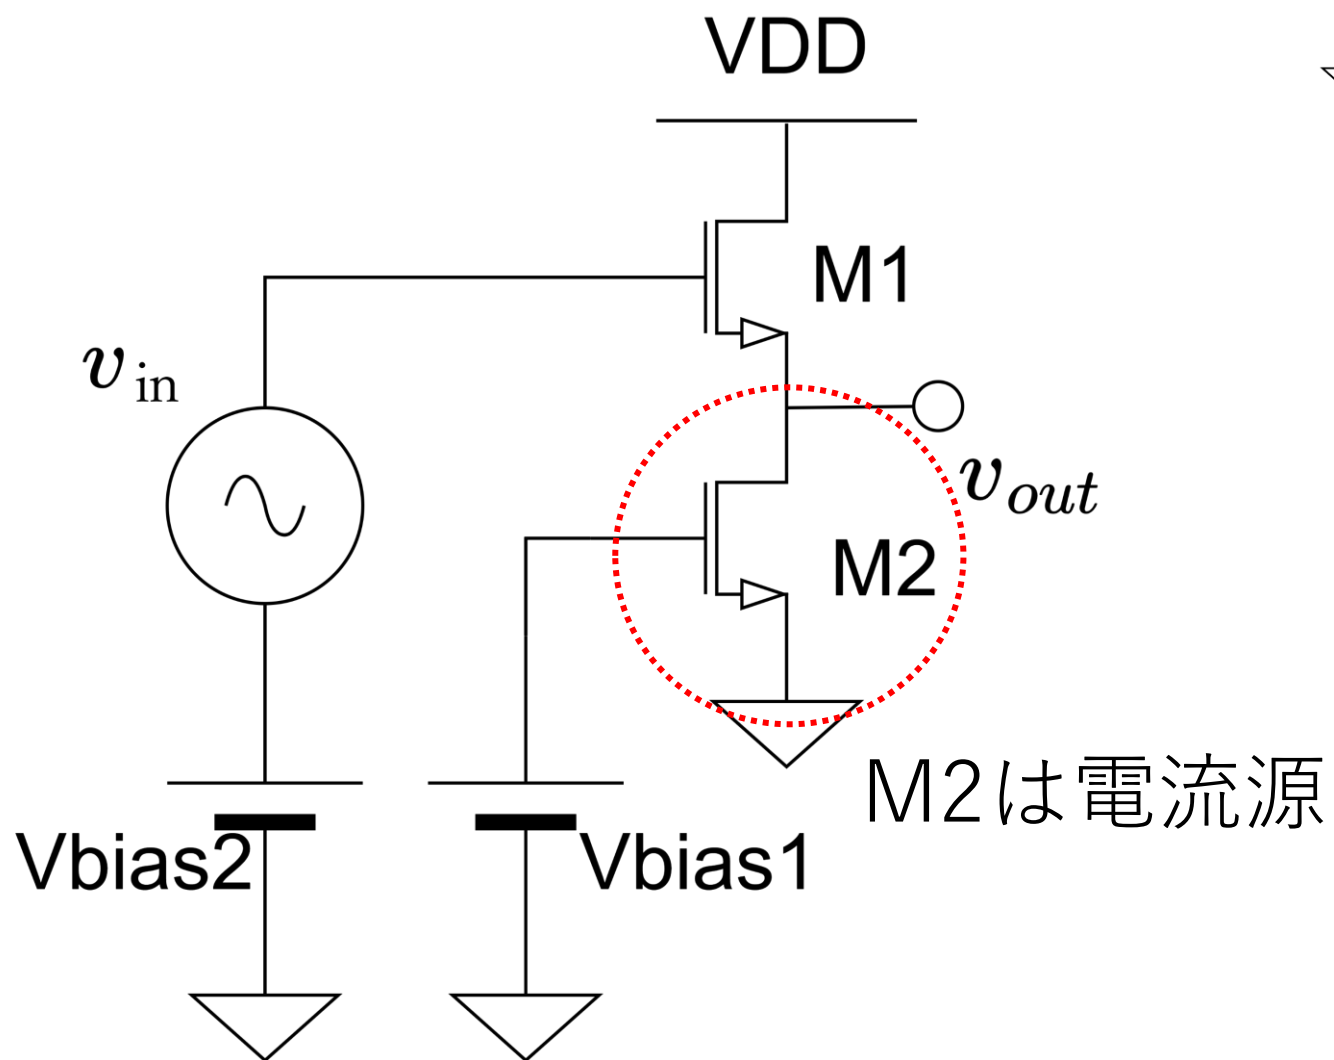 VDD
M1
v in
v out
M2
M2は電流源
Vbias2
Vbias1